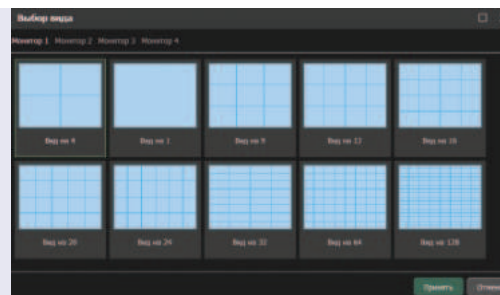 Выбор вида
Монитор 1 Монитор 2 Монитор 3 Монитор 4
Вид на 4 Вид на 1 Вид на 9 Вид на 12 Вид на 16
Вид на 20 Вид на 24 Вид на 32 Вид на 64 Вид на 128
Принять